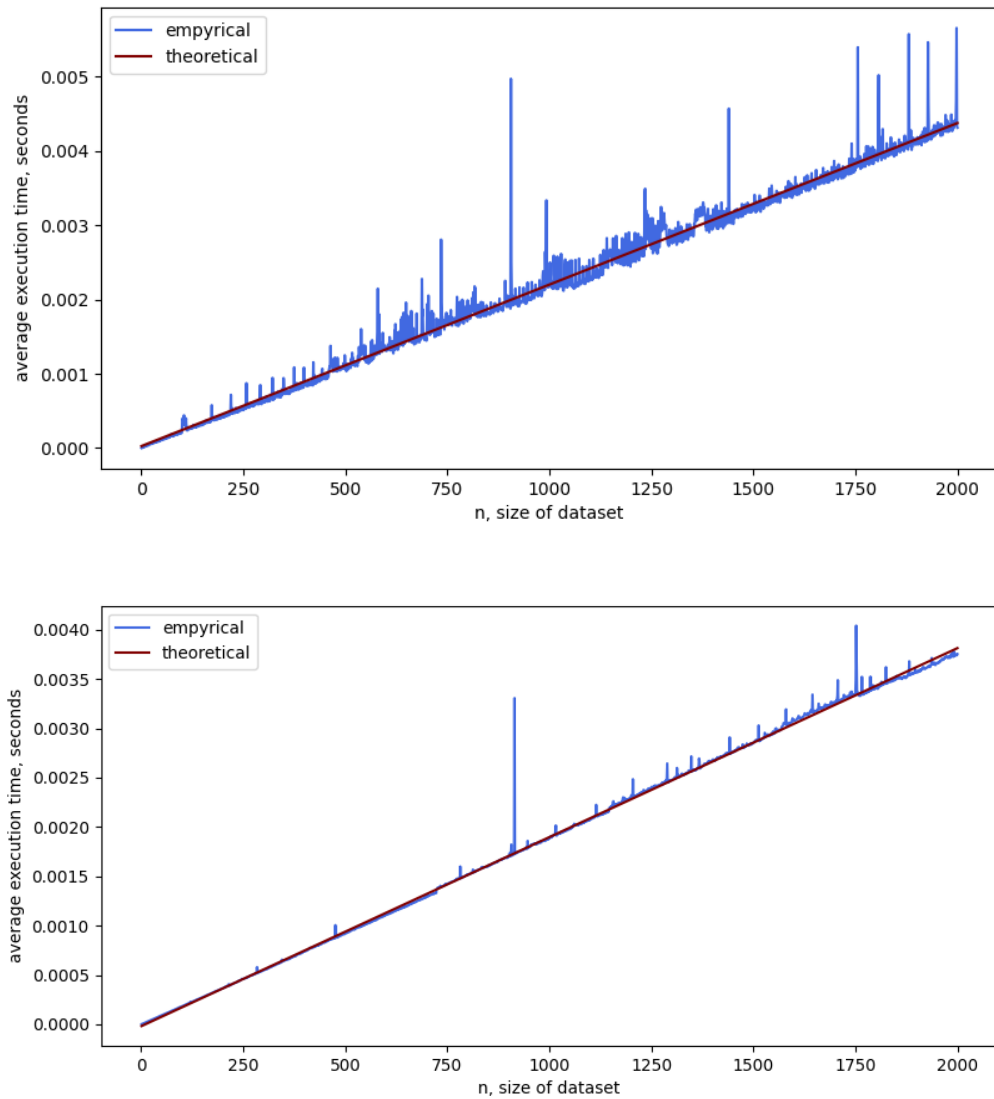 empyrical
theoretical
0.005
0.004
0.003
0.002
0.001
0.000
average execution time, seconds
0 250 500 750 1000 1250 1500 1750 2000
n, size of dataset
empyrical
theoretical
0.0040
0.0035
0.0030
0.0025
0.0020
0.0015
0.0010
0.0005
0.0000
average execution time, seconds
0 250 500 750 1000 1250 1500 1750 2000
n, size of dataset